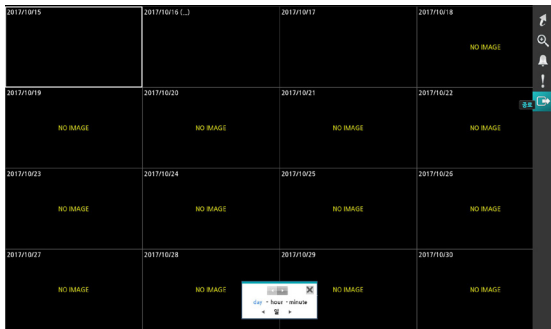 2017/10/15 2017/10/16 (_,) 2017/10/17 2017/10/18
NO IMAGE
2017/10/19 2017/10/20 2017/10/21 2017/10/22
종료
NO IMAGE NO IMAGE NO IMAGE NO IMAGE
2017/10/23 2017/10/24 2017/10/25 2017/10/26
NO IMAGE NO IMAGE NO IMAGE NO IMAGE
2017/10/27 2017/10/28 2017/10/29 2017/10/30
NO IMAGE NO IMAGE NO IMAGE NO IMAGE
day - hour - minute
일